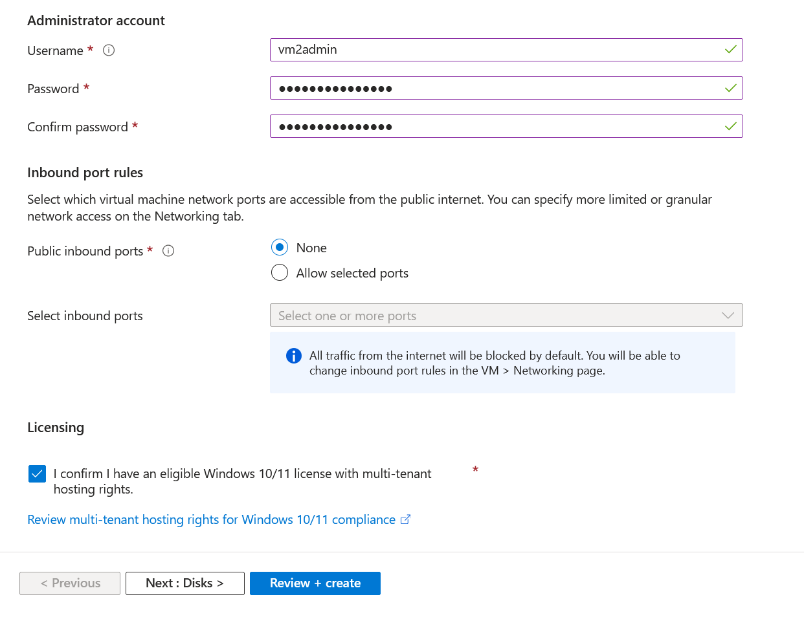 Administrator account
Username *
vm2admin
Password *
•••••••••••••••
Confirm password *
•••••••••••••••
Inbound port rules
Select which virtual machine network ports are accessible from the public internet. You can specify more limited or granular
network access on the Networking tab.
Public inbound ports *
None
Allow selected ports
Select inbound ports
Select one or more ports
All traffic from the internet will be blocked by default. You will be able to
change inbound port rules in the VM > Networking page.
Licensing
I confirm I have an eligible Windows 10/11 license with multi-tenant *
hosting rights.
Review multi-tenant hosting rights for Windows 10/11 compliance
< Previous
Next : Disks >
Review + create